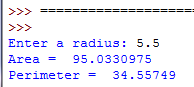 >>> ====================
>>>
Enter a radius: 5.5
Area =  95.0330975
Perimeter =  34.55749
>>>